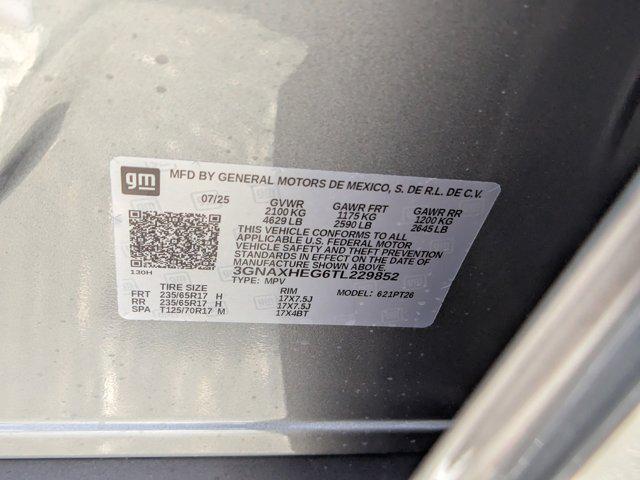 gm
MFD BY GENERAL MOTORS DE MEXICO, S. DE R.L. DE C.V.
07/25 GVWR GAWR FRT GAWR RR
2100 KG 1175 KG 1200 KG
4629 LB 2590 LB 2645 LB
THIS VEHICLE CONFORMS TO ALL
APPLICABLE U.S. FEDERAL MOTOR
VEHICLE SAFETY AND THEFT PREVENTION
STANDARDS IN EFFECT ON THE DATE OF
MANUFACTURE SHOWN ABOVE.
130H 3GNAXHEG6TL229852
TYPE: MPV
TIRE SIZE RIM MODEL: 621PT26
FRT 235/65R17 H 17X7.5J
RR 235/65R17 H 17X7.5J
SPA T125/70R17 M 17X4BT